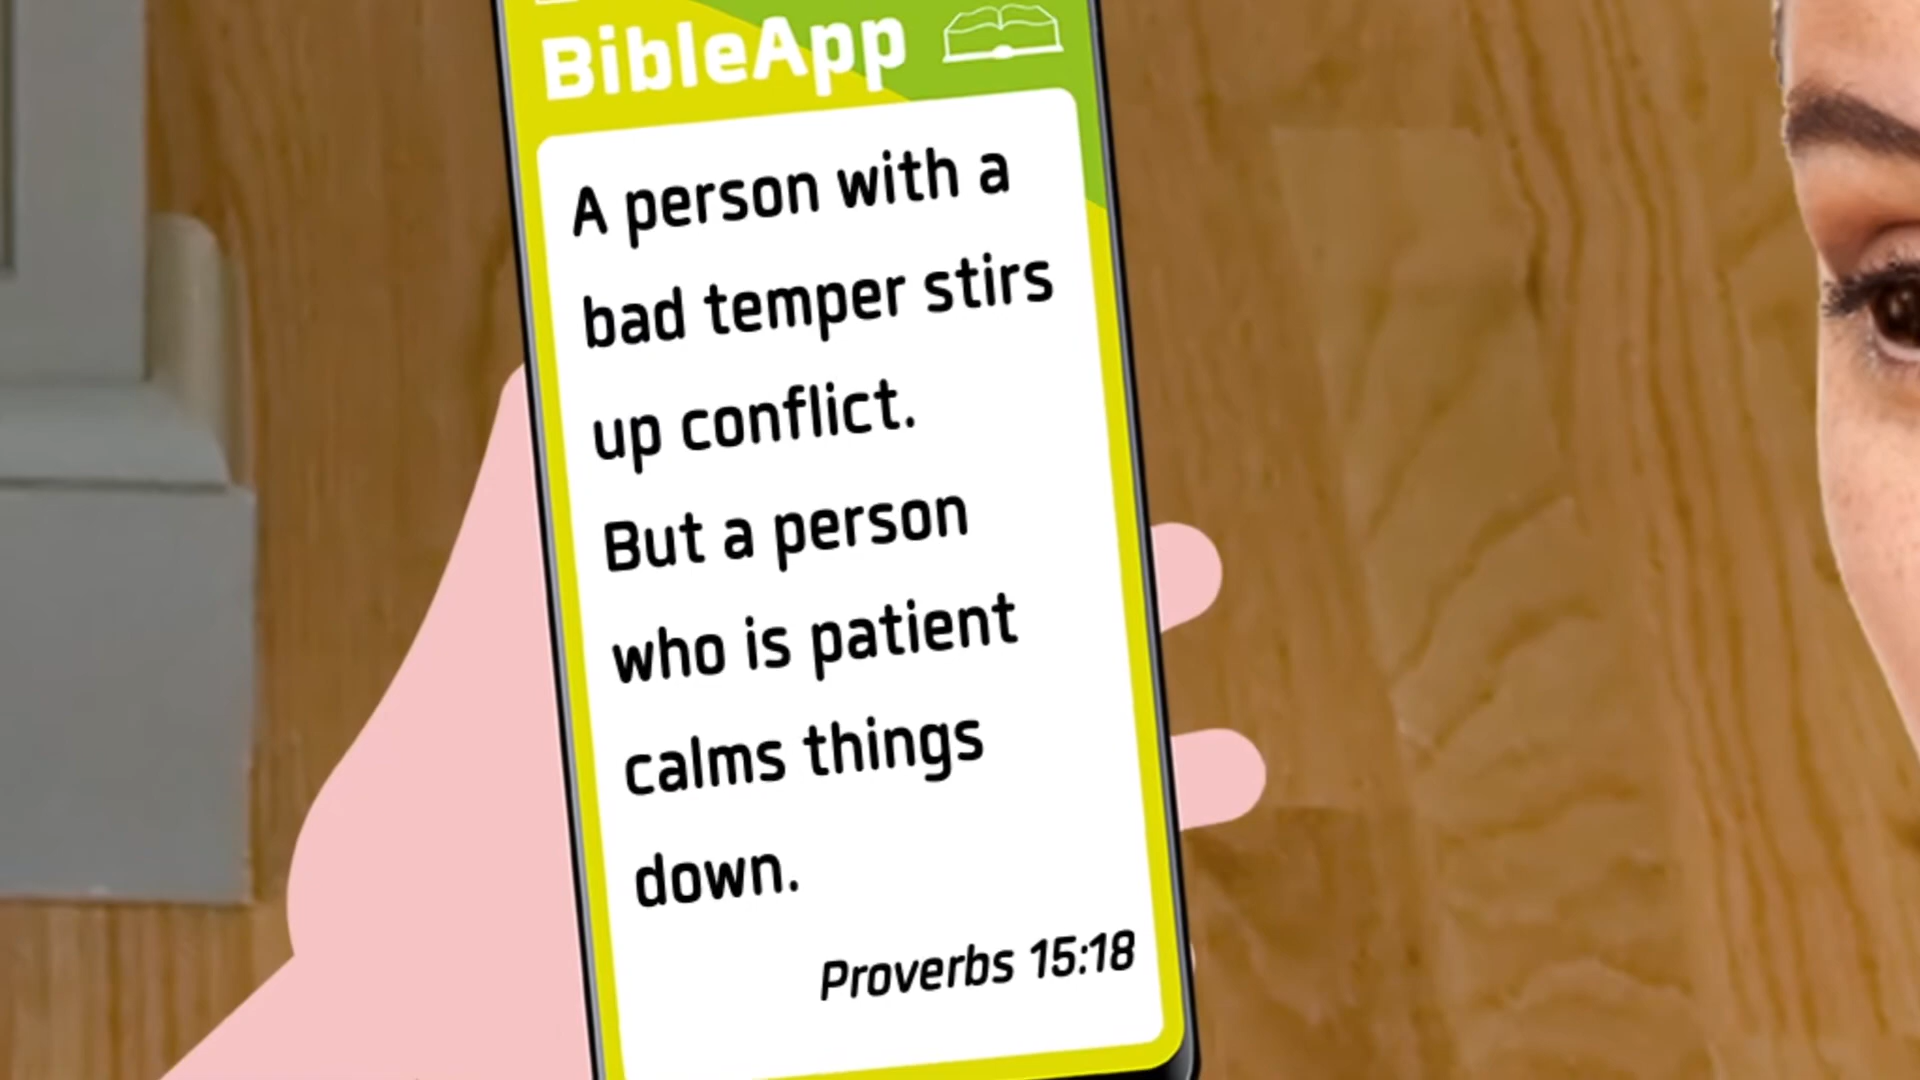 BibleApp
A person with a
bad temper stirs
up conflict.
But a person
who is patient
calms things
down.
Proverbs 15:18